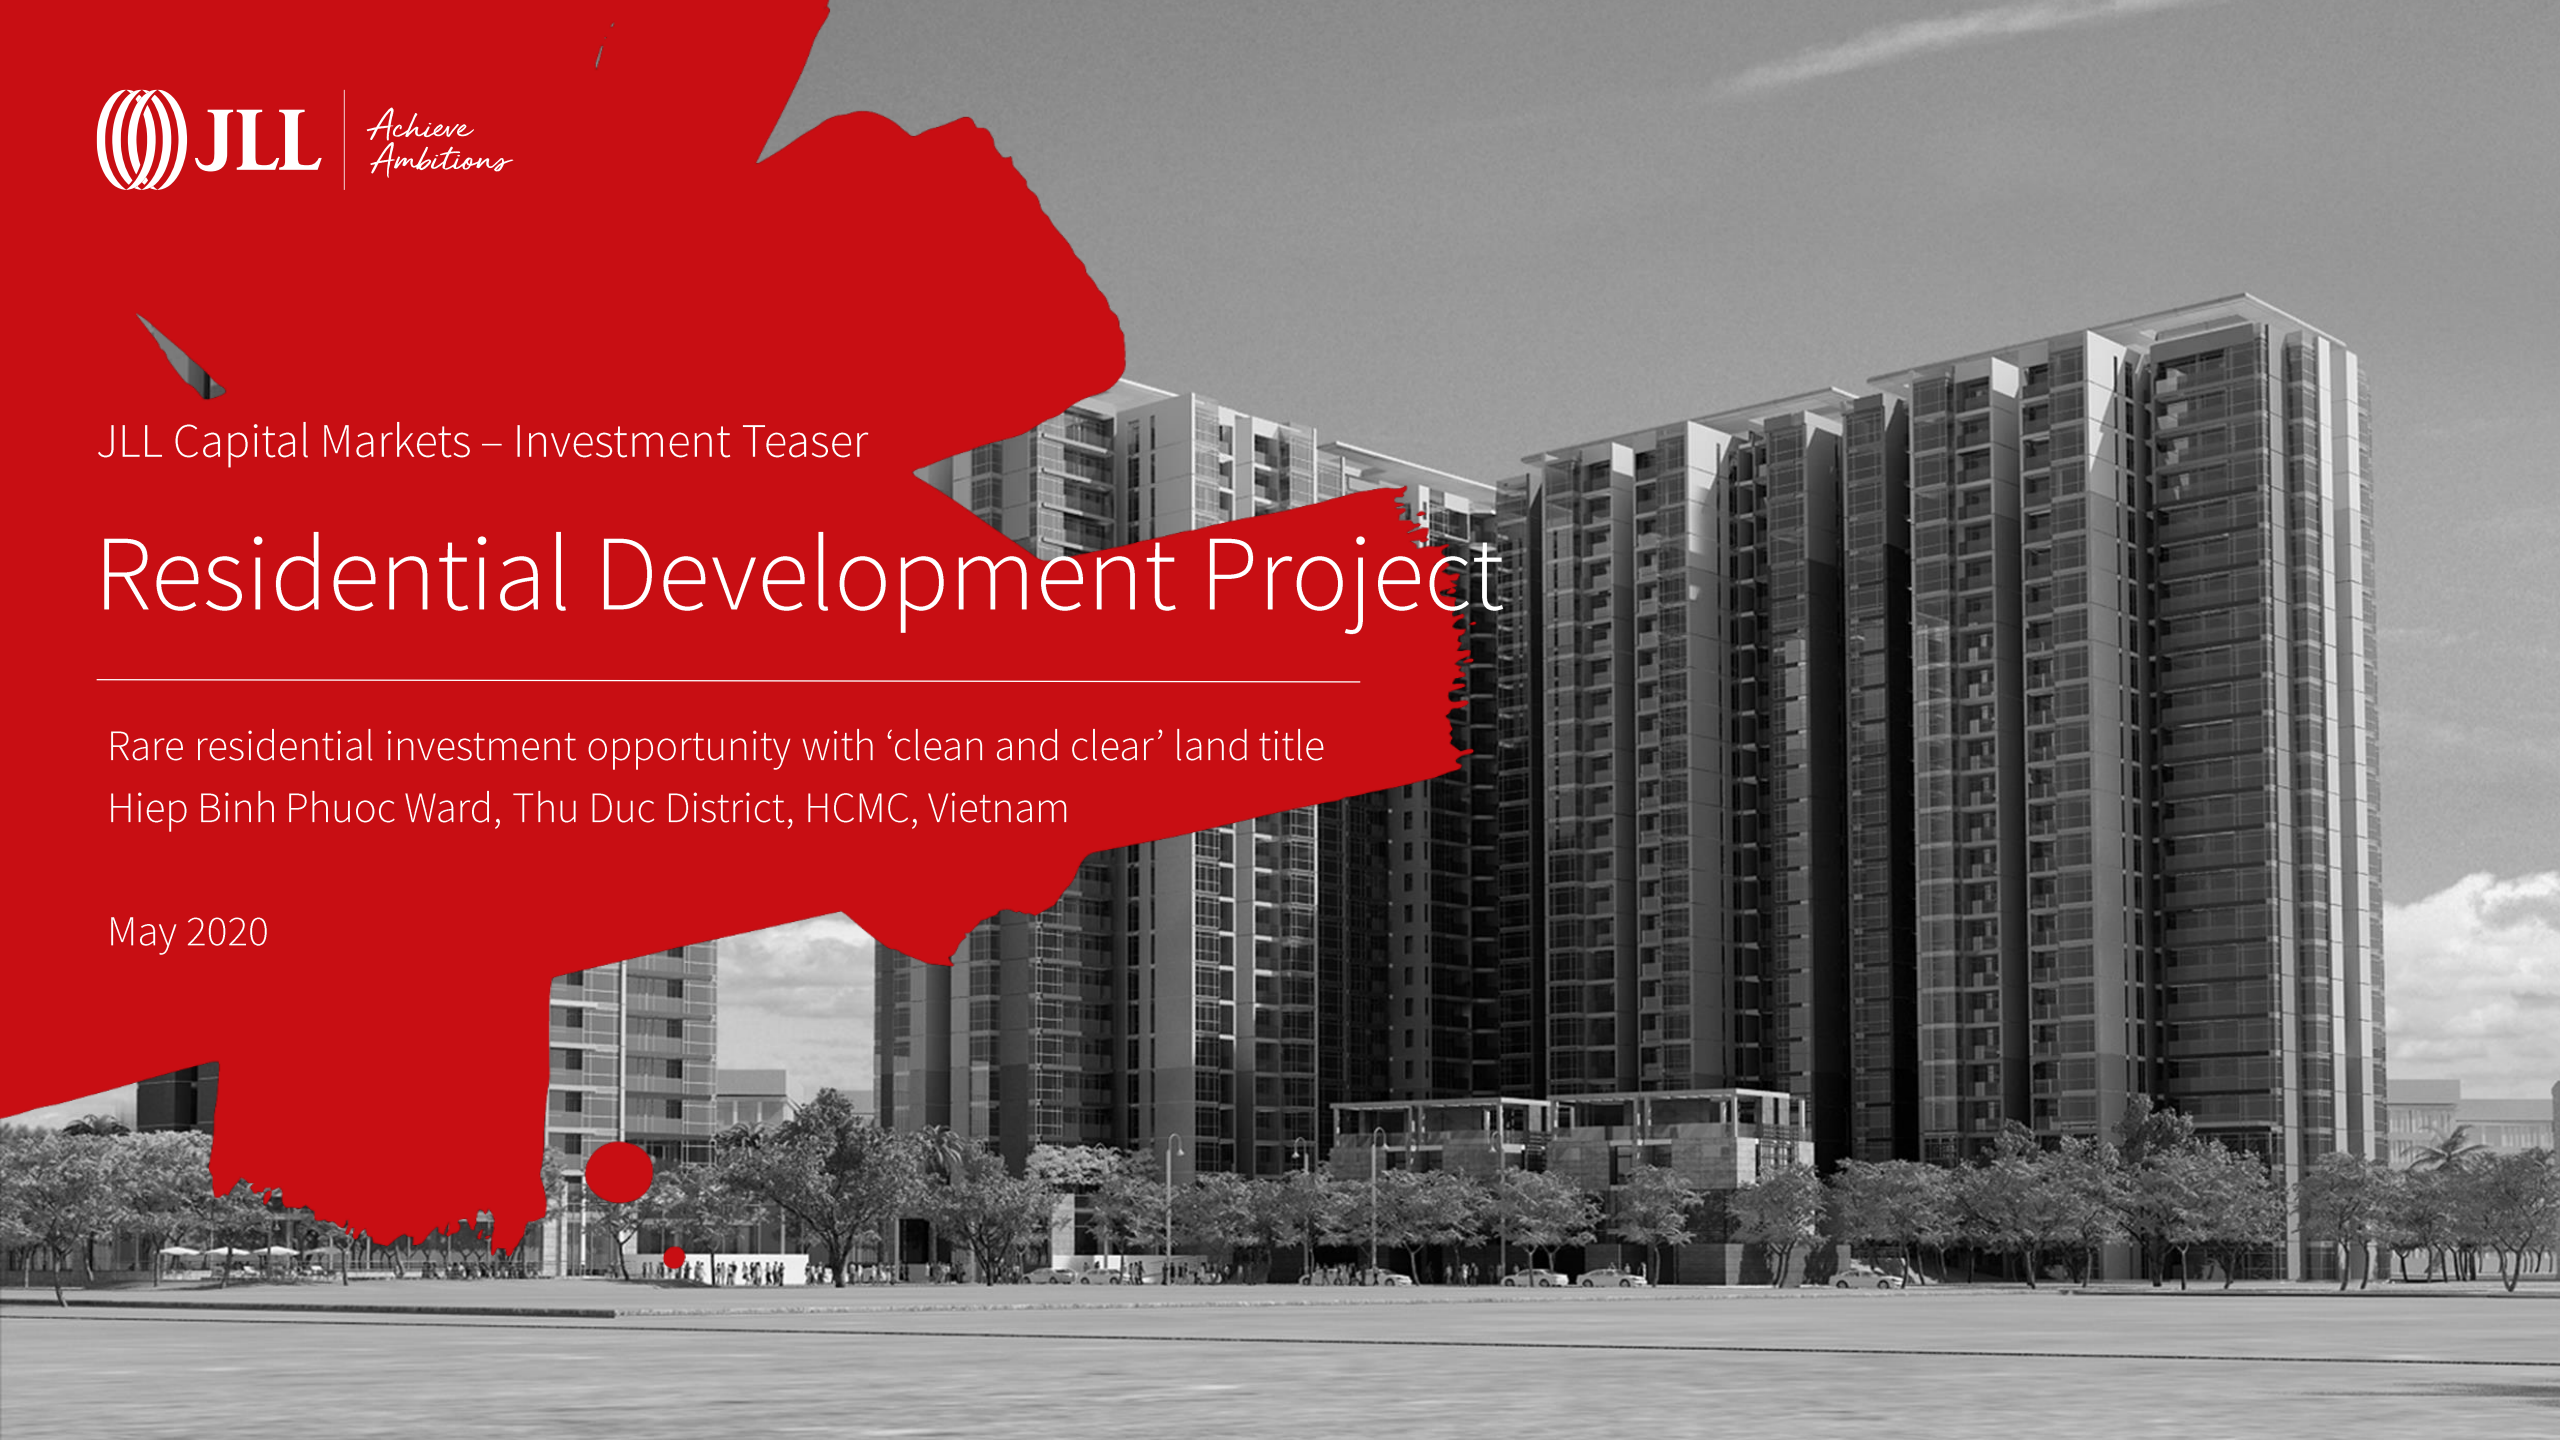 JLL
Achieve
Ambitions
JLL Capital Markets – Investment Teaser
Residential Development Project
Rare residential investment opportunity with ‘clean and clear’ land title
Hiep Binh Phuoc Ward, Thu Duc District, HCMC, Vietnam
May 2020